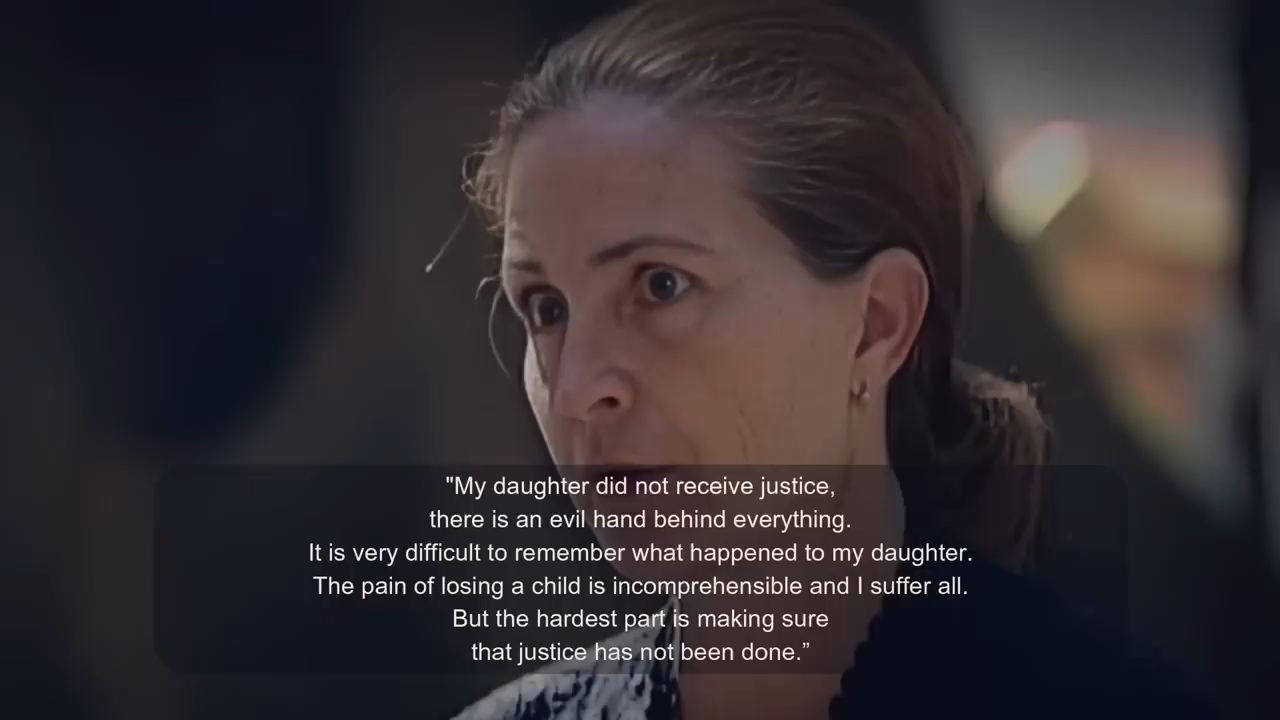 "My daughter did not receive justice,
there is an evil hand behind everything.
It is very difficult to remember what happened to my daughter.
The pain of losing a child is incomprehensible and I suffer all.
But the hardest part is making sure
that justice has not been done.”